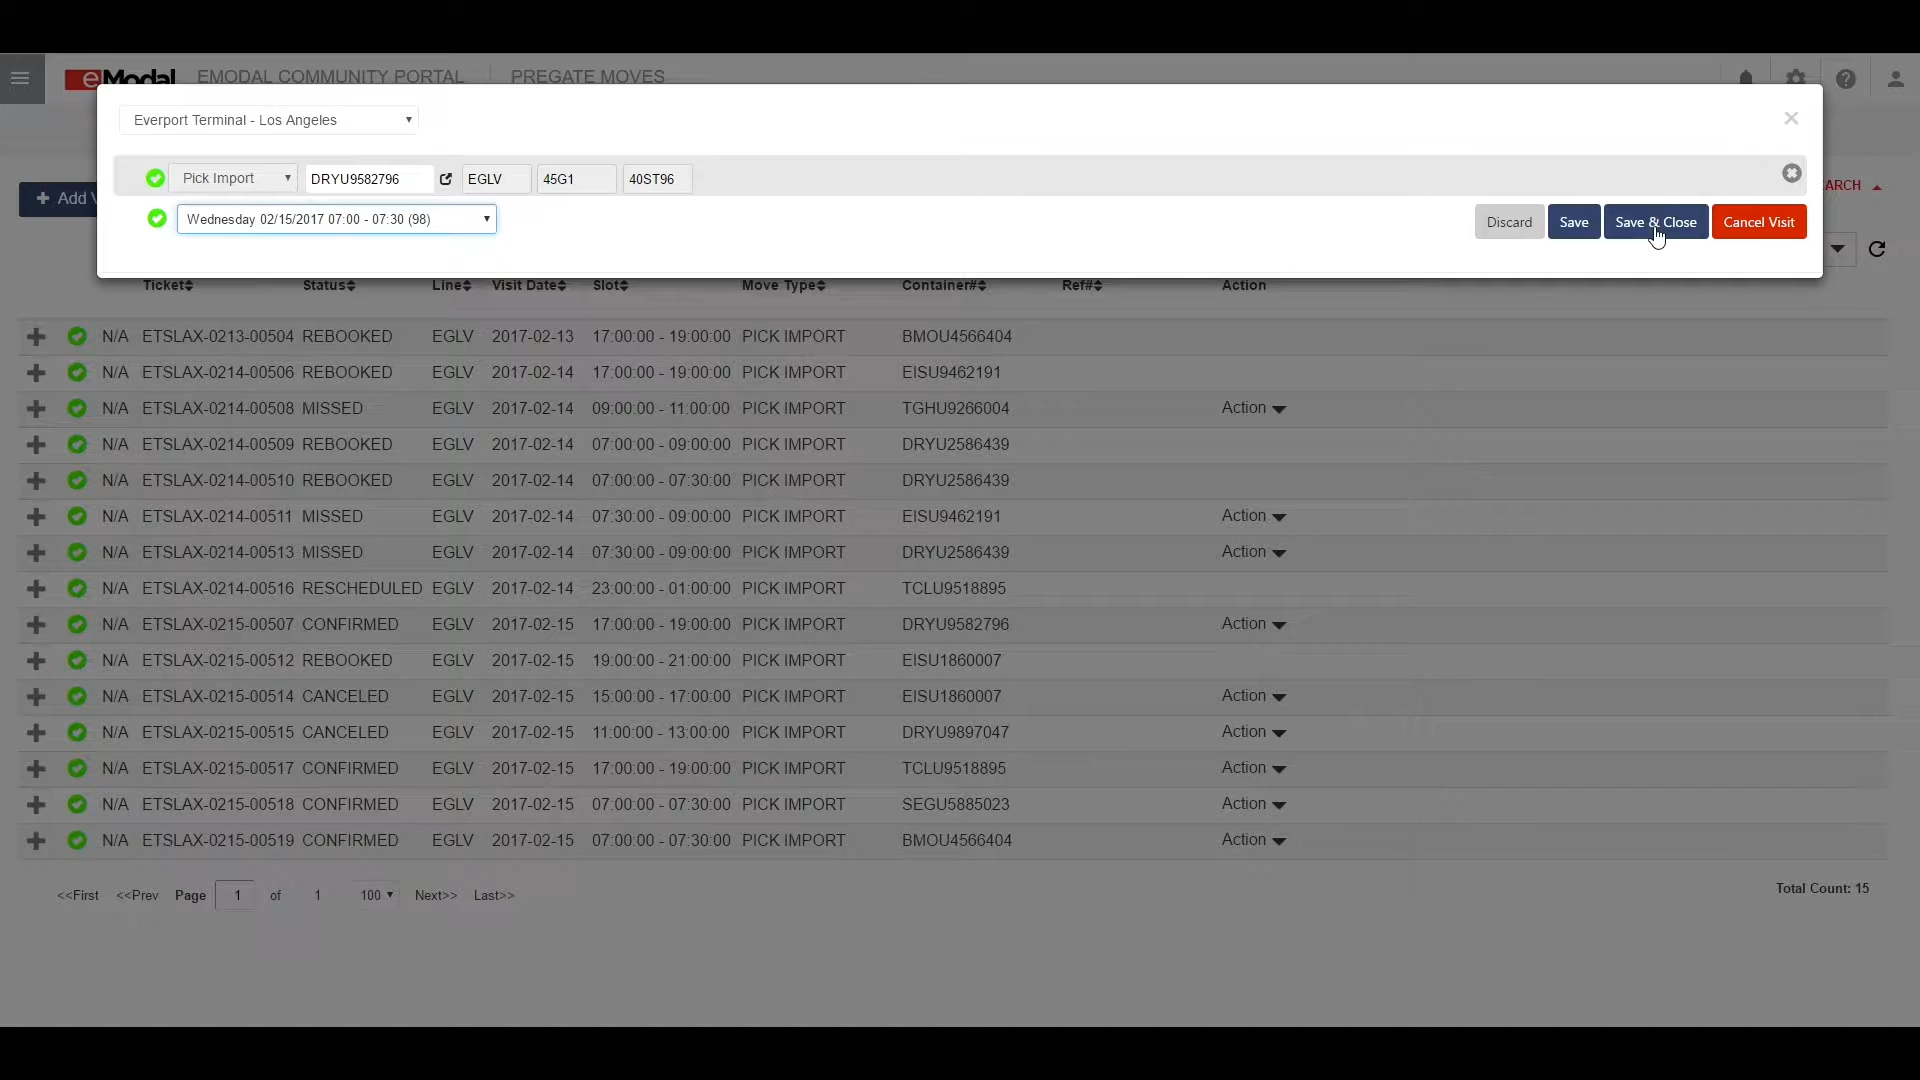 eModal EMODAL COMMUNITY PORTAL PREGATE MOVES
Everport Terminal - Los Angeles
Pick Import DRYU9582796 EGLV 45G1 40ST96
ARCH
Add V
Wednesday 02/15/2017 07:00 - 07:30 (98) Discard Save Save & Close Cancel Visit
Ticket Status Line Visit Date Slot Move Type Container# Ref# Action
N/A ETSLAX-0213-00504 REBOOKED EGLV 2017-02-13 17:00:00 - 19:00:00 PICK IMPORT BMOU4566404
N/A ETSLAX-0214-00506 REBOOKED EGLV 2017-02-14 17:00:00 - 19:00:00 PICK IMPORT EISU9462191
N/A ETSLAX-0214-00508 MISSED EGLV 2017-02-14 09:00:00 - 11:00:00 PICK IMPORT TGHU9266004 Action
N/A ETSLAX-0214-00509 REBOOKED EGLV 2017-02-14 07:00:00 - 09:00:00 PICK IMPORT DRYU2586439
N/A ETSLAX-0214-00510 REBOOKED EGLV 2017-02-14 07:00:00 - 07:30:00 PICK IMPORT DRYU2586439
N/A ETSLAX-0214-00511 MISSED EGLV 2017-02-14 07:30:00 - 09:00:00 PICK IMPORT EISU9462191 Action
N/A ETSLAX-0214-00513 MISSED EGLV 2017-02-14 07:30:00 - 09:00:00 PICK IMPORT DRYU2586439 Action
N/A ETSLAX-0214-00516 RESCHEDULED EGLV 2017-02-14 23:00:00 - 01:00:00 PICK IMPORT TCLU9518895
N/A ETSLAX-0215-00507 CONFIRMED EGLV 2017-02-15 17:00:00 - 19:00:00 PICK IMPORT DRYU9582796 Action
N/A ETSLAX-0215-00512 REBOOKED EGLV 2017-02-15 19:00:00 - 21:00:00 PICK IMPORT EISU1860007
N/A ETSLAX-0215-00514 CANCELED EGLV 2017-02-15 15:00:00 - 17:00:00 PICK IMPORT EISU1860007 Action
N/A ETSLAX-0215-00515 CANCELED EGLV 2017-02-15 11:00:00 - 13:00:00 PICK IMPORT DRYU9897047 Action
N/A ETSLAX-0215-00517 CONFIRMED EGLV 2017-02-15 17:00:00 - 19:00:00 PICK IMPORT TCLU9518895 Action
N/A ETSLAX-0215-00518 CONFIRMED EGLV 2017-02-15 07:00:00 - 07:30:00 PICK IMPORT SEGU5885023 Action
N/A ETSLAX-0215-00519 CONFIRMED EGLV 2017-02-15 07:00:00 - 07:30:00 PICK IMPORT BMOU4566404 Action
<<First <<Prev Page 1 of 1 100 Next>> Last>> Total Count: 15